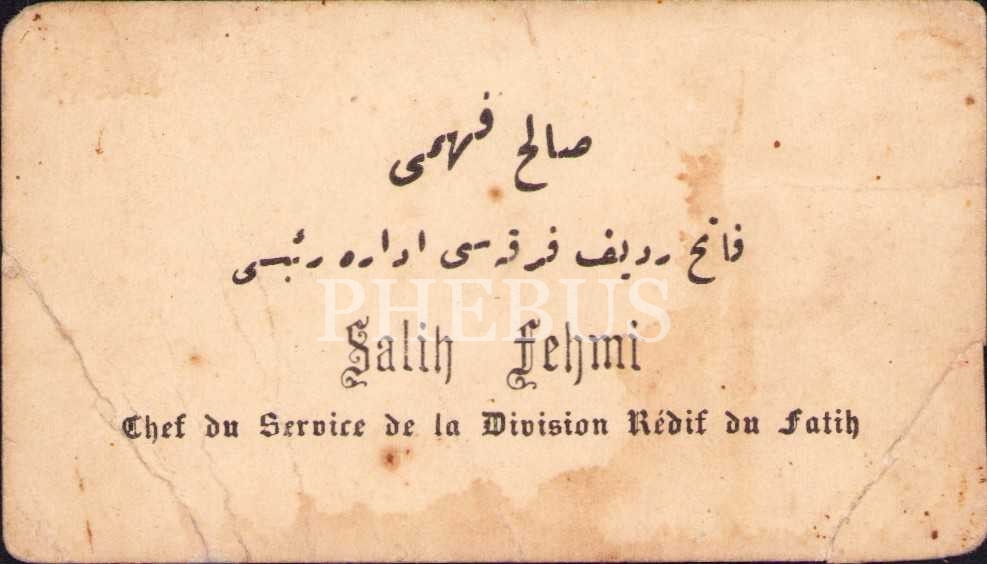 صالح فهمی
فاتح ردیف فرقه سی اداره رئیسی
PHEBUS
Salih Fehmi
Chef du Service de la Division Rédif du Fatih